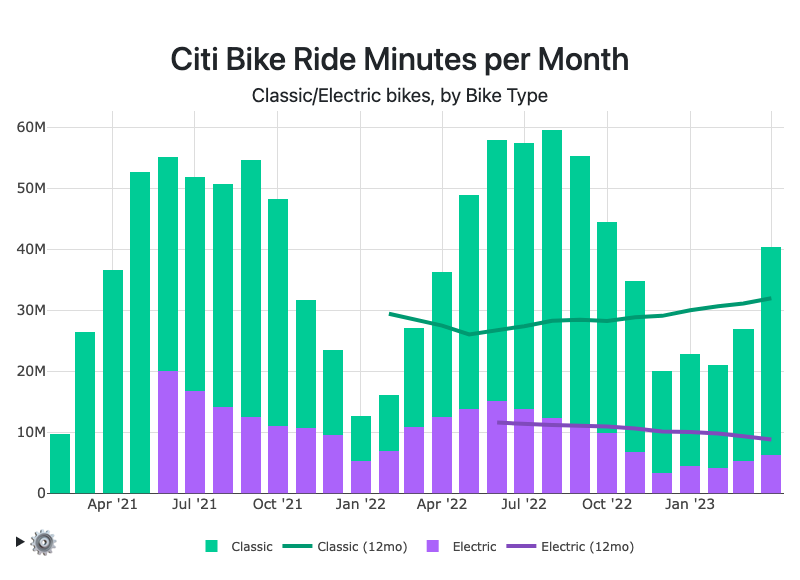 Citi Bike Ride Minutes per Month
Classic/Electric bikes, by Bike Type
60M
50M
40M
30M
20M
10M
0
Apr '21 Jul '21 Oct '21 Jan '22 Apr '22 Jul '22 Oct '22 Jan '23
Classic Classic (12mo) Electric Electric (12mo)